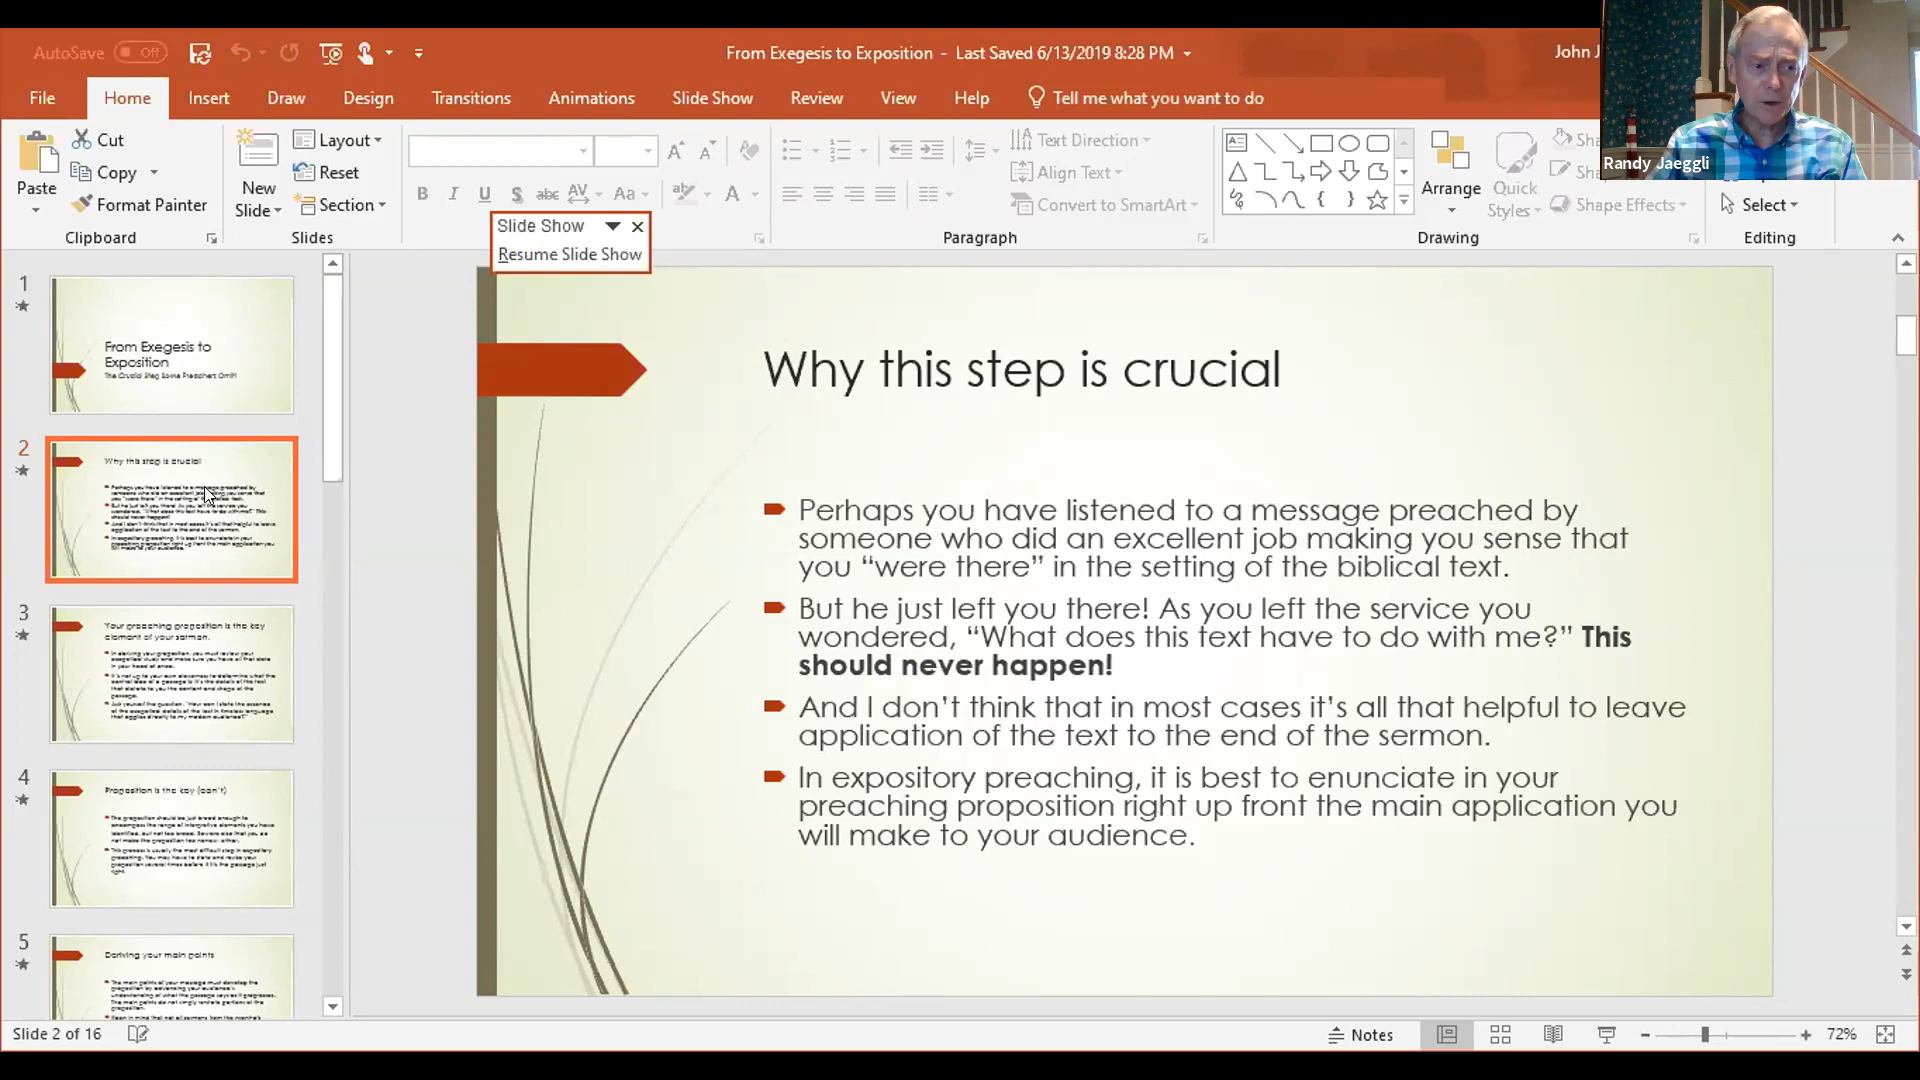 AutoSave Off
From Exegesis to Exposition - Last Saved 6/13/2019 8:28 PM
John J
File Home Insert Draw Design Transitions Animations Slide Show Review View Help Tell me what you want to do
Randy Jaeggli
Paste
Cut
Copy
Format Painter
Clipboard
New Slide
Layout
Reset
Section
Slides
Text Direction
Align Text
Convert to SmartArt
Paragraph
Arrange
Quick Styles
Shape Effects
Drawing
Select
Editing
Slide Show
Resume Slide Show
1
From Exegesis to
Exposition
The Crucial Step Some Preachers Omit
2
Why this step is crucial
3
Your preaching proposition is the key
element of your sermon.
4
Proposition is the key (con't)
5
Deriving your main points
Why this step is crucial
Perhaps you have listened to a message preached by
someone who did an excellent job making you sense that
you “were there” in the setting of the biblical text.
But he just left you there! As you left the service you
wondered, “What does this text have to do with me?” This
should never happen!
And I don’t think that in most cases it’s all that helpful to leave
application of the text to the end of the sermon.
In expository preaching, it is best to enunciate in your
preaching proposition right up front the main application you
will make to your audience.
Slide 2 of 16
Notes
72%